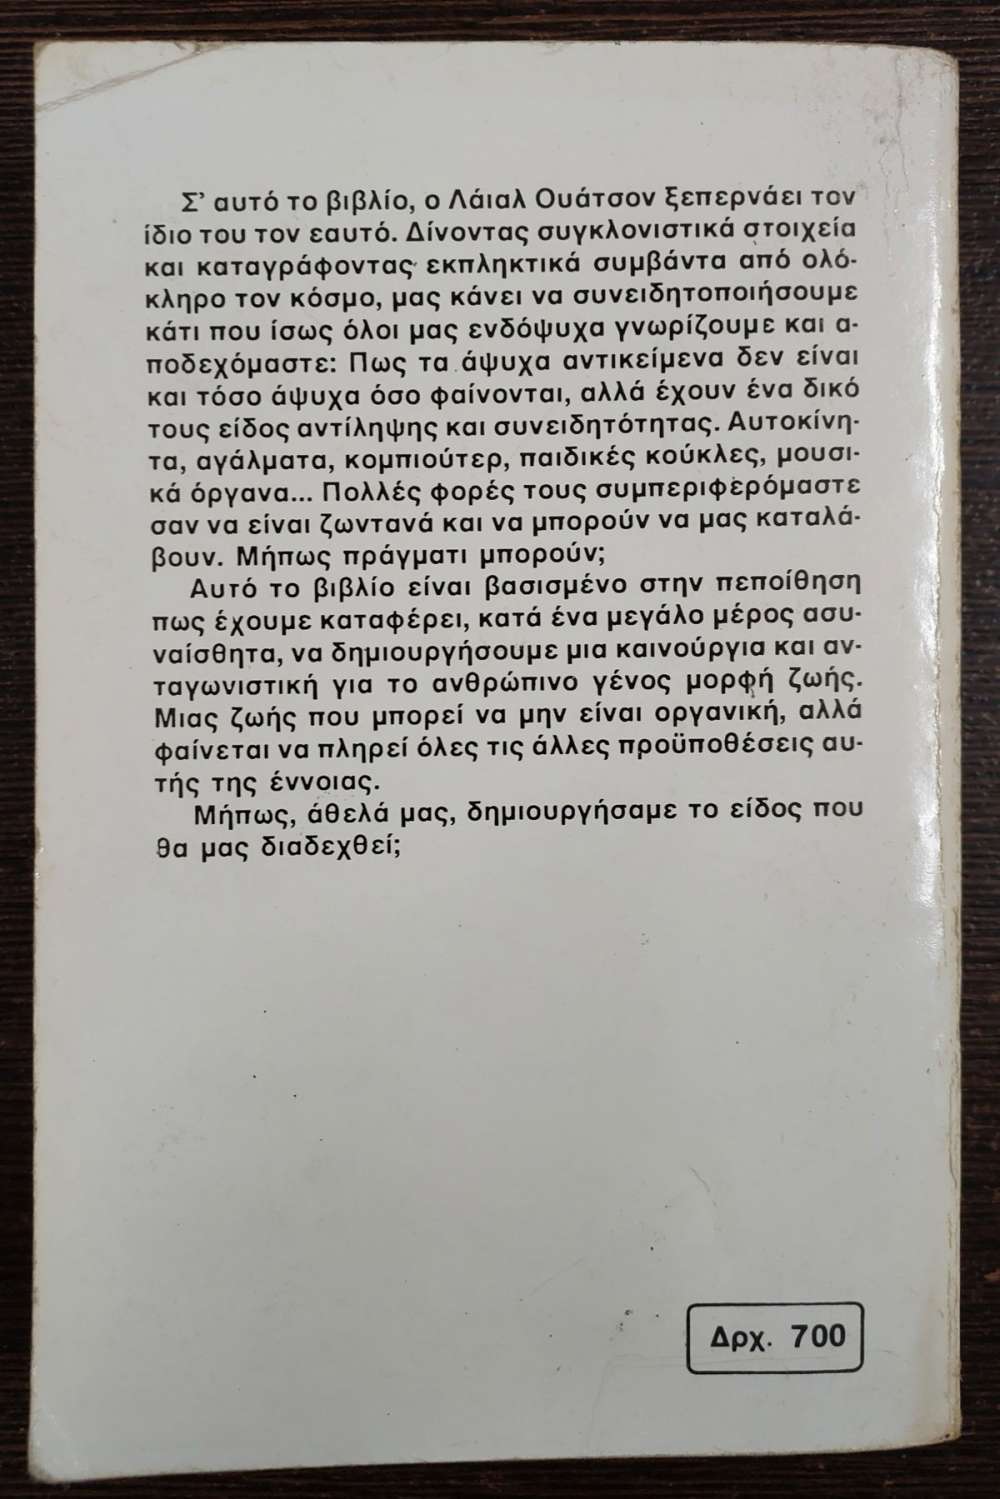 Σ' αυτό το βιβλίο, ο Λάιαλ Ουάτσον ξεπερνάει τον
ίδιο του τον εαυτό. Δίνοντας συγκλονιστικά στοιχεία
και καταγράφοντας εκπληκτικά συμβάντα από ολό-
κληρο τον κόσμο, μας κάνει να συνειδητοποιήσουμε
κάτι που ίσως όλοι μας ενδόψυχα γνωρίζουμε και α-
ποδεχόμαστε: Πως τα άψυχα αντικείμενα δεν είναι
και τόσο άψυχα όσο φαίνονται, αλλά έχουν ένα δικό
τους είδος αντίληψης και συνειδητότητας. Αυτοκίνη-
τα, αγάλματα, κομπιούτερ, παιδικές κούκλες, μουσι-
κά όργανα... Πολλές φορές τους συμπεριφερόμαστε
σαν να είναι ζωντανά και να μπορούν να μας καταλά-
βουν. Μήπως πράγματι μπορούν;
Αυτό το βιβλίο είναι βασισμένο στην πεποίθηση
πως έχουμε καταφέρει, κατά ένα μεγάλο μέρος ασυ-
ναίσθητα, να δημιουργήσουμε μια καινούργια και αν-
ταγωνιστική για το ανθρώπινο γένος μορφή ζωής.
Μιας ζωής που μπορεί να μην είναι οργανική, αλλά
φαίνεται να πληρεί όλες τις άλλες προϋποθέσεις αυ-
τής της έννοιας.
Μήπως, άθελά μας, δημιουργήσαμε το είδος που
θα μας διαδεχθεί;
Δρχ. 700